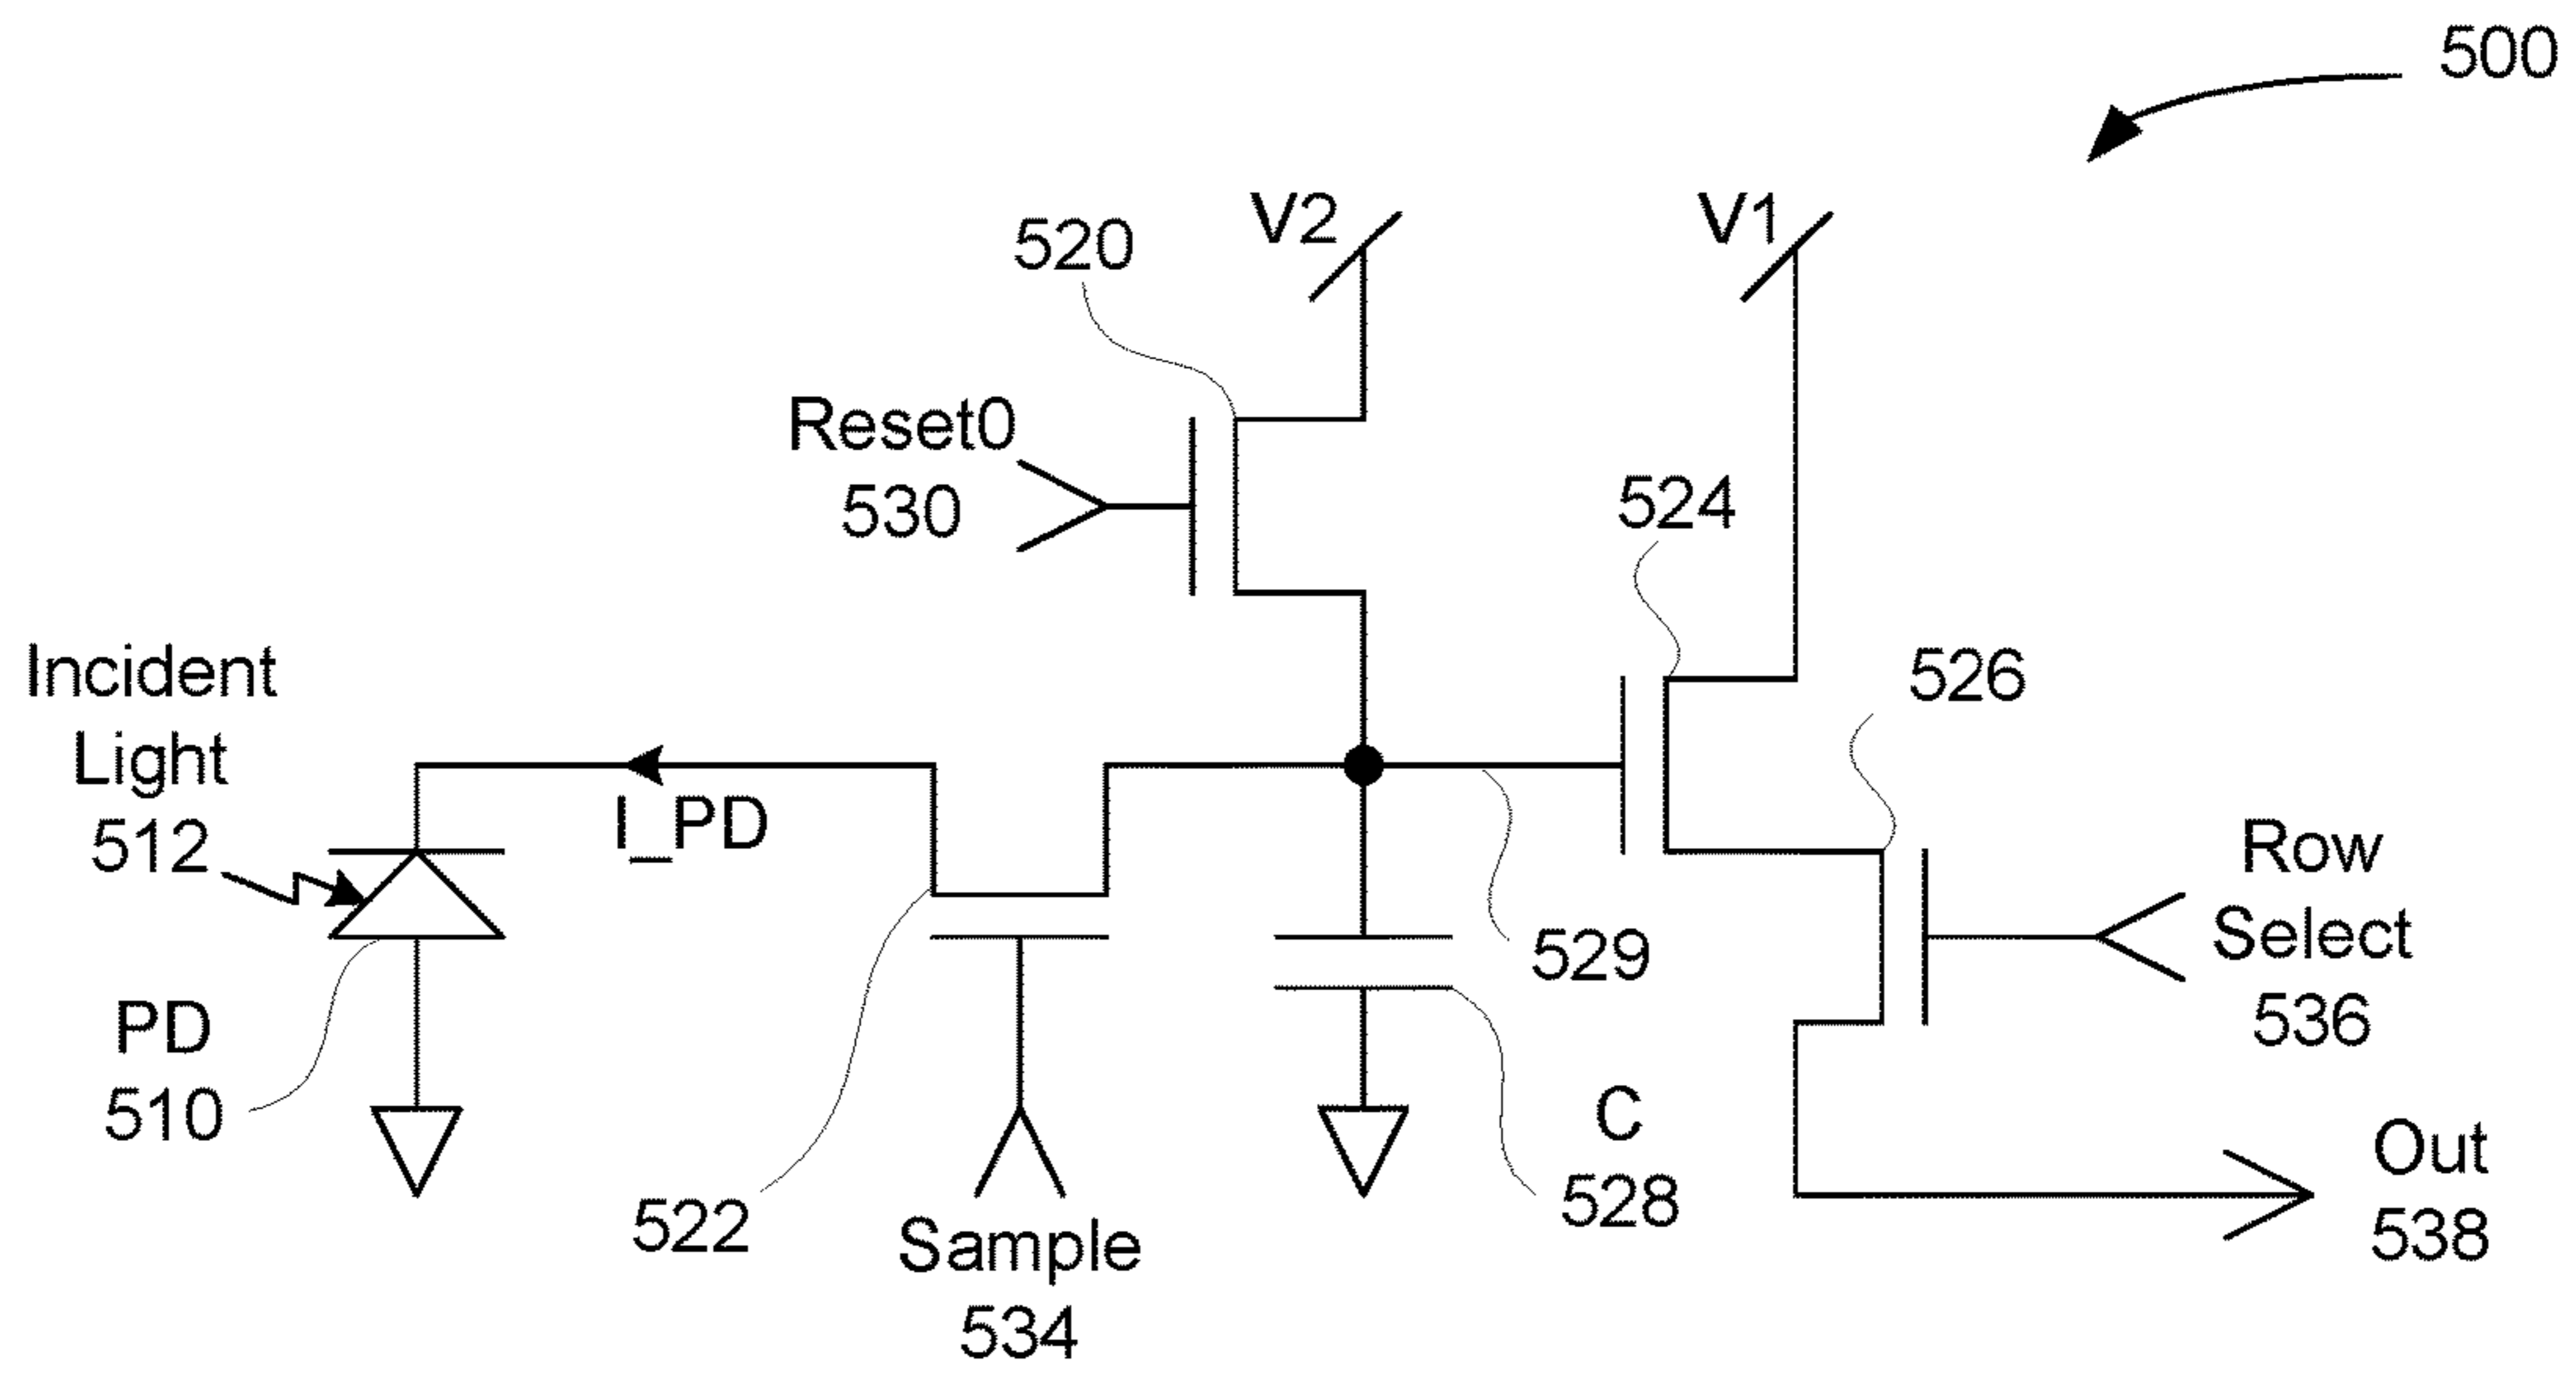 500
V2
V1
520
Reset0
530
524
Incident
Light
512
526
I_PD
Row
Select
536
529
PD
510
C
528
522
Sample
534
Out
538